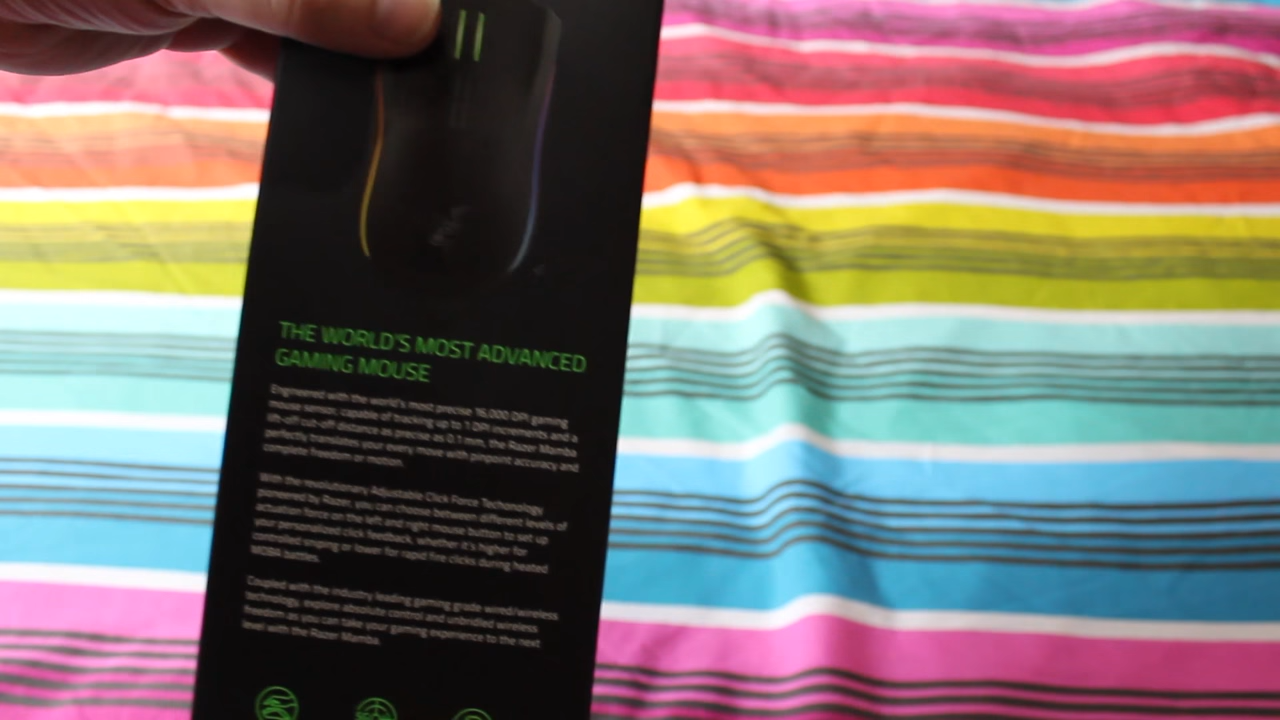 THE WORLD'S MOST ADVANCED
GAMING MOUSE
Engineered with the world's most precise 16,000 DPI gaming
mouse sensor, capable of tracking up to 1 DPI increments and a
lift-off cut-off distance as precise as 0.1 mm, the Razer Mamba
perfectly translates your every move with pinpoint accuracy and
complete freedom of motion.
With the revolutionary Adjustable Click Force Technology
powered by Razer, you can choose between different levels of
actuation force on the left and right mouse button to set up
your personalized click feedback, whether it's higher for
controlled sniping or lower for rapid fire clicks during heated
MOBA battles.
Coupled with the industry leading gaming grade wired/wireless
technology, explore absolute control and unbridled wireless
freedom as you can take your gaming experience to the next
level with the Razer Mamba.